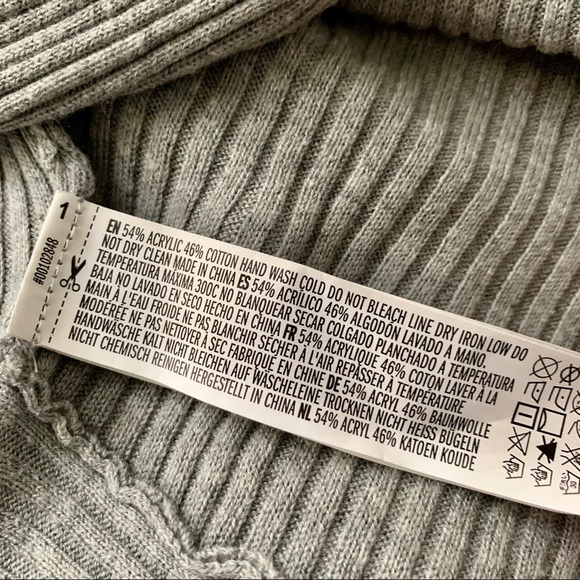 1
#00102848
EN 54% ACRYLIC 46% COTTON HAND WASH COLD DO NOT BLEACH LINE DRY IRON LOW DO
NOT DRY CLEAN MADE IN CHINA ES 54% ACRILICO 46% ALGODÓN LAVADO À MANO.
TEMPERATURA MÁXIMA 300C NO BLANQUEAR SECAR COLGADO PLANCHADO À TEMPERATURA
BAJA NO LAVADO EN SECO HECHO EN CHINA FR 54% ACRYLIQUE 46% COTON LAVER À LA
MAIN À L'EAU FROIDE NE PAS BLANCHIR SÉCHER À L'AIR REPASSER À TEMPÉRATURE
MODERÉE NE PAS NETTOYER À SEC FABRIQUE EN CHINE DE 54% ACRYL 46% BAUMWOLLE
HANDWÄSCHE KALT NICHT BLEICHEN AUF WÄSCHELEINE TROCKNEN NICHT HEISS BÜGELN
NICHT CHEMISCH REINIGEN HERGESTELLT IN CHINA NL 54% ACRYL 46% KATOEN KOUDE